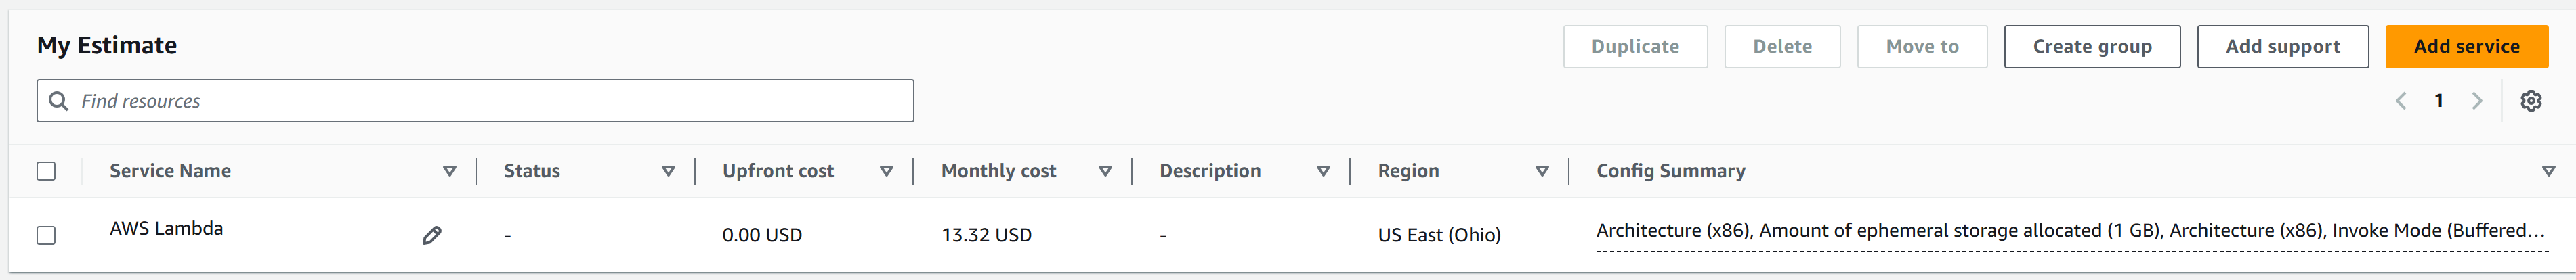 My Estimate
Duplicate
Delete
Move to
Create group
Add support
Add service
Find resources
1
Service Name
Status
Upfront cost
Monthly cost
Description
Region
Config Summary
AWS Lambda
-
0.00 USD
13.32 USD
-
US East (Ohio)
Architecture (x86), Amount of ephemeral storage allocated (1 GB), Architecture (x86), Invoke Mode (Buffered...